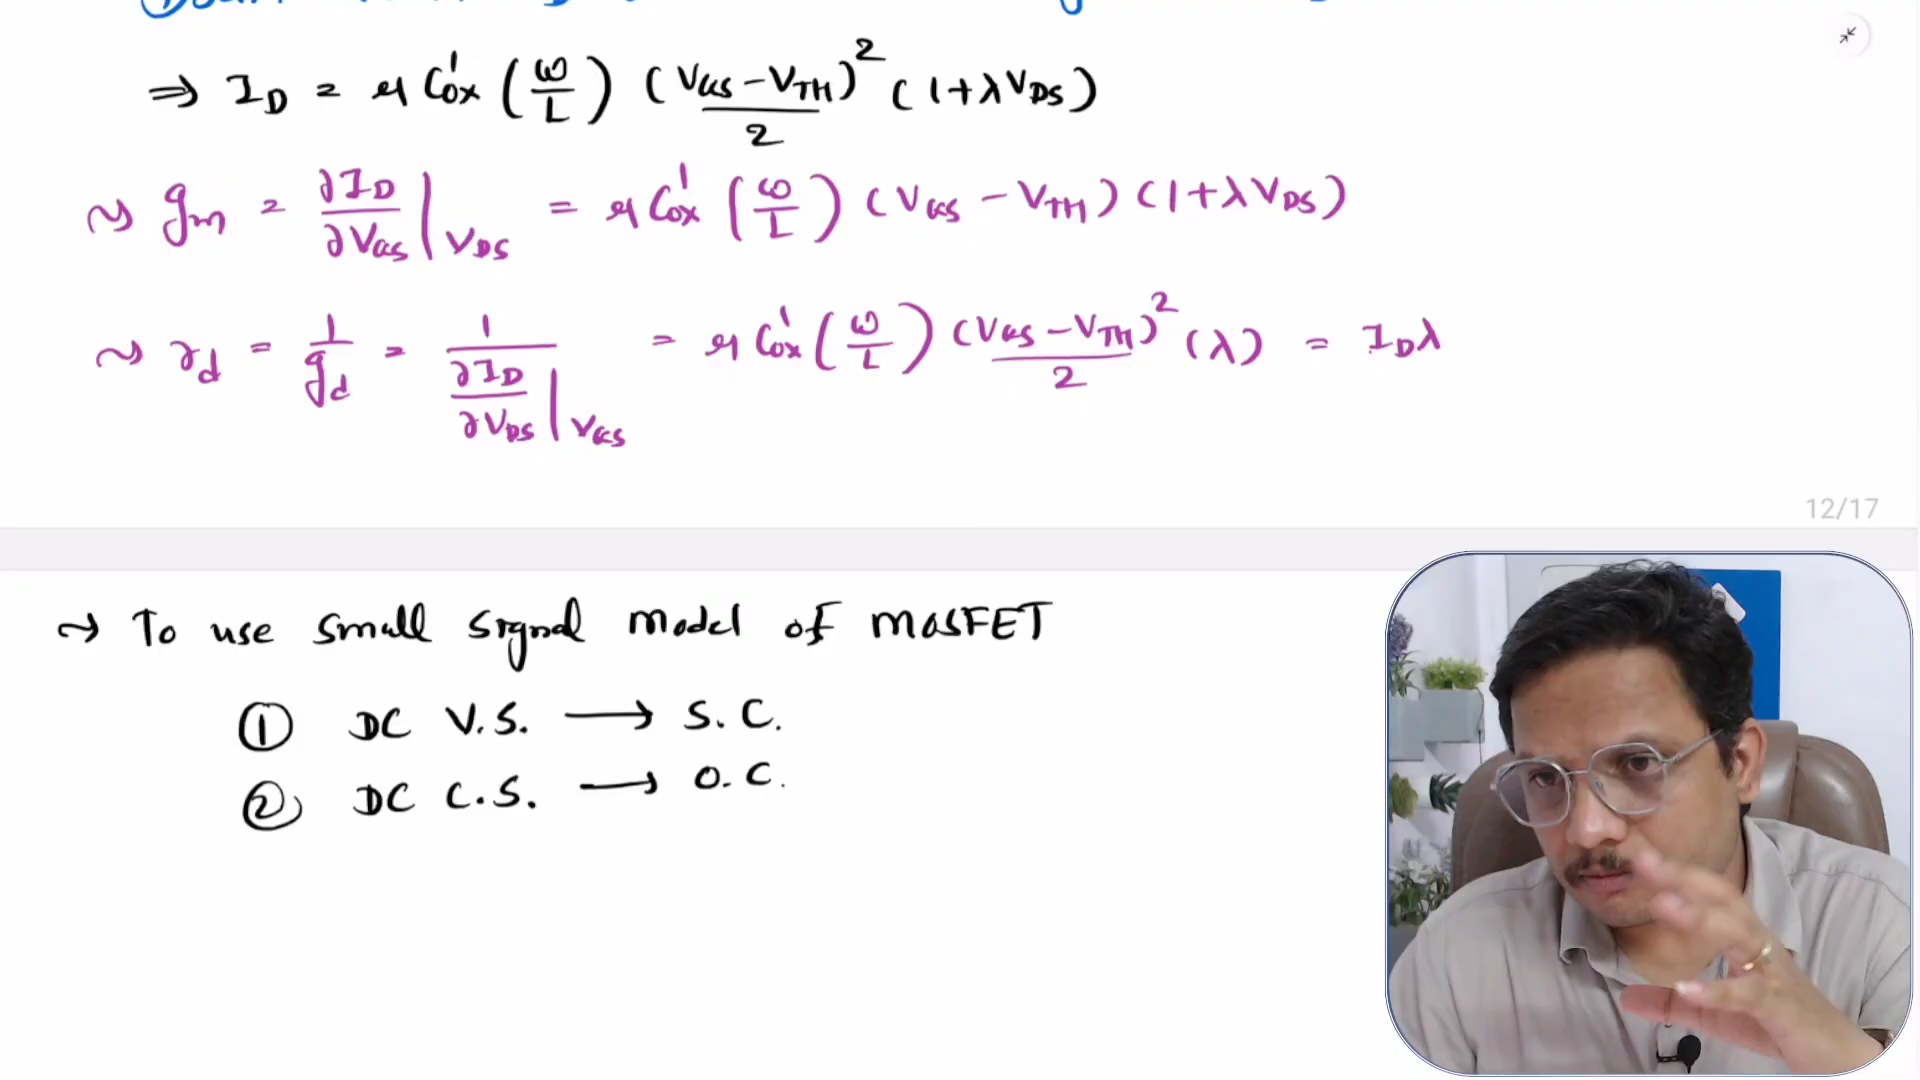 ⇒ I_D = μ C'ox (W/L) (V_GS − V_TH)²/2 (1+λV_DS)
~> g_m = ∂I_D/∂V_GS |V_DS = μ C'ox (W/L) (V_GS − V_TH) (1+λV_DS)
~> r_d = 1/g_d = 1/(∂I_D/∂V_DS |V_GS) = μ C'ox (W/L) (V_GS − V_TH)²/2 (λ) = I_D λ
12/17
→ To use small signal model of MOSFET
① DC V.S. → S.C.
② DC C.S. → O.C.